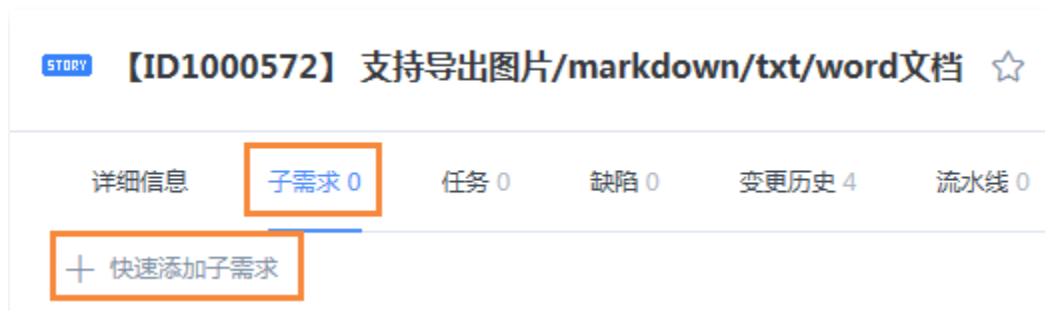 STORY 【ID1000572】 支持导出图片/markdown/txt/word文档
详细信息 子需求 0 任务 0 缺陷 0 变更历史 4 流水线 0
快速添加子需求